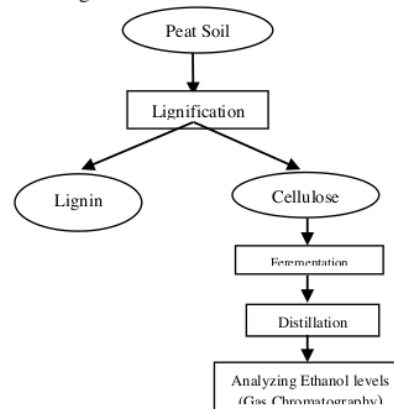 Peat Soil
Lignification
Lignin
Cellulose
Ferementation
Distillation
Analyzing Ethanol levels
(Gas Chromatography)